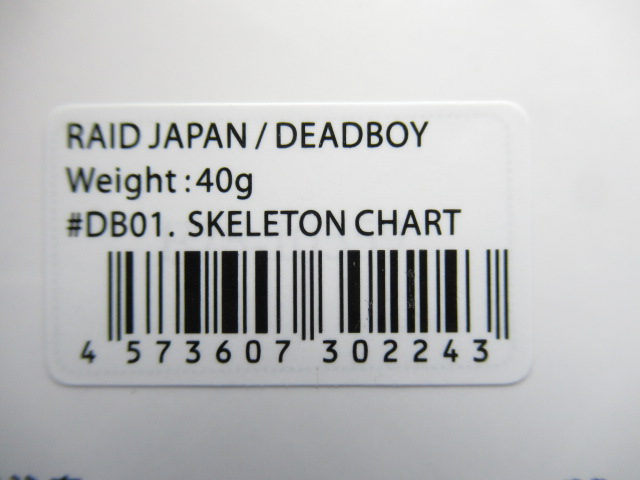 RAID JAPAN / DEADBOY
Weight : 40g
#DB01. SKELETON CHART
4 573607 302243